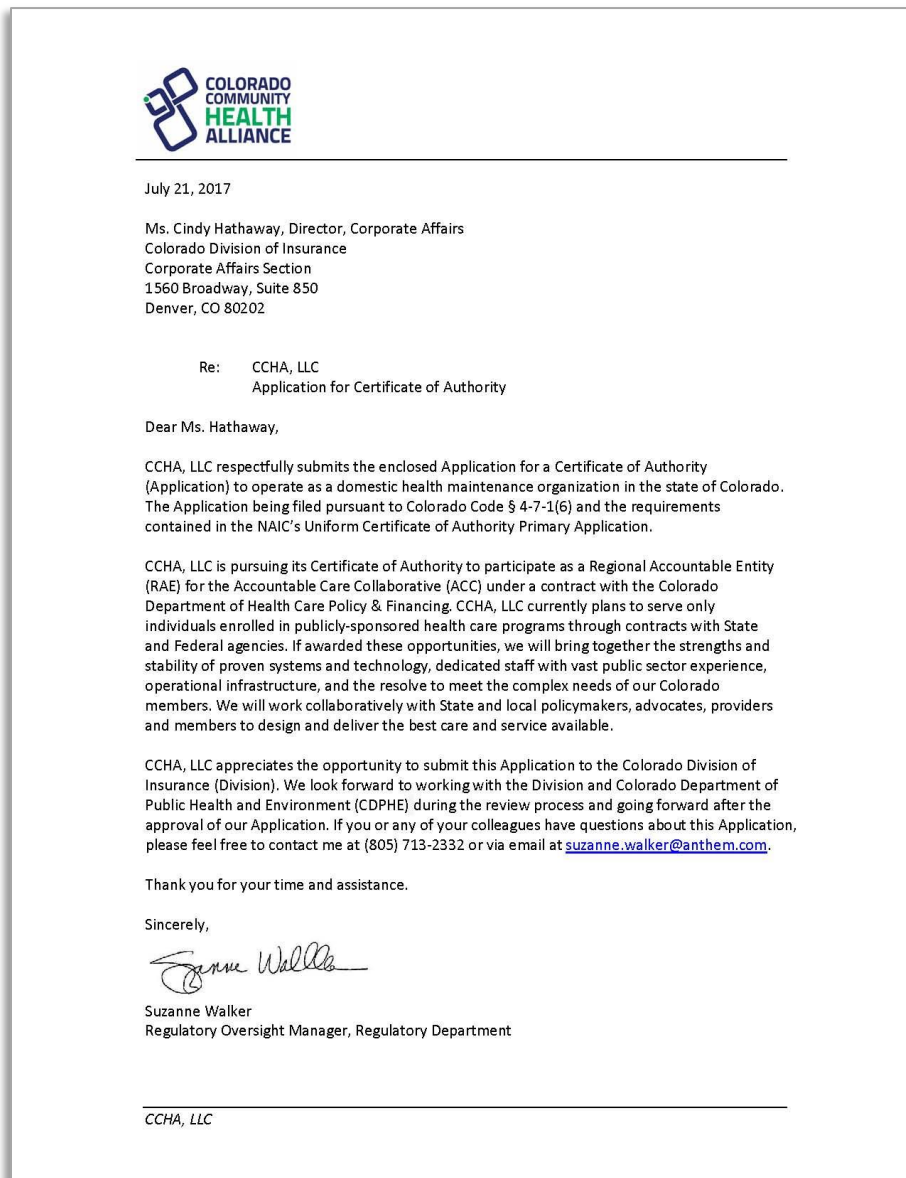 COLORADO
COMMUNITY
HEALTH
ALLIANCE
July 21, 2017
Ms. Cindy Hathaway, Director, Corporate Affairs
Colorado Division of Insurance
Corporate Affairs Section
1560 Broadway, Suite 850
Denver, CO 80202
Re: CCHA, LLC
Application for Certificate of Authority
Dear Ms. Hathaway,
CCHA, LLC respectfully submits the enclosed Application for a Certificate of Authority
(Application) to operate as a domestic health maintenance organization in the state of Colorado.
The Application being filed pursuant to Colorado Code § 4-7-1(6) and the requirements
contained in the NAIC's Uniform Certificate of Authority Primary Application.
CCHA, LLC is pursuing its Certificate of Authority to participate as a Regional Accountable Entity
(RAE) for the Accountable Care Collaborative (ACC) under a contract with the Colorado
Department of Health Care Policy & Financing. CCHA, LLC currently plans to serve only
individuals enrolled in publicly-sponsored health care programs through contracts with State
and Federal agencies. If awarded these opportunities, we will bring together the strengths and
stability of proven systems and technology, dedicated staff with vast public sector experience,
operational infrastructure, and the resolve to meet the complex needs of our Colorado
members. We will work collaboratively with State and local policymakers, advocates, providers
and members to design and deliver the best care and service available.
CCHA, LLC appreciates the opportunity to submit this Application to the Colorado Division of
Insurance (Division). We look forward to working with the Division and Colorado Department of
Public Health and Environment (CDPHE) during the review process and going forward after the
approval of our Application. If you or any of your colleagues have questions about this Application,
please feel free to contact me at (805) 713-2332 or via email at suzanne.walker@anthem.com.
Thank you for your time and assistance.
Sincerely,
Suzanne Walker
Regulatory Oversight Manager, Regulatory Department
CCHA, LLC